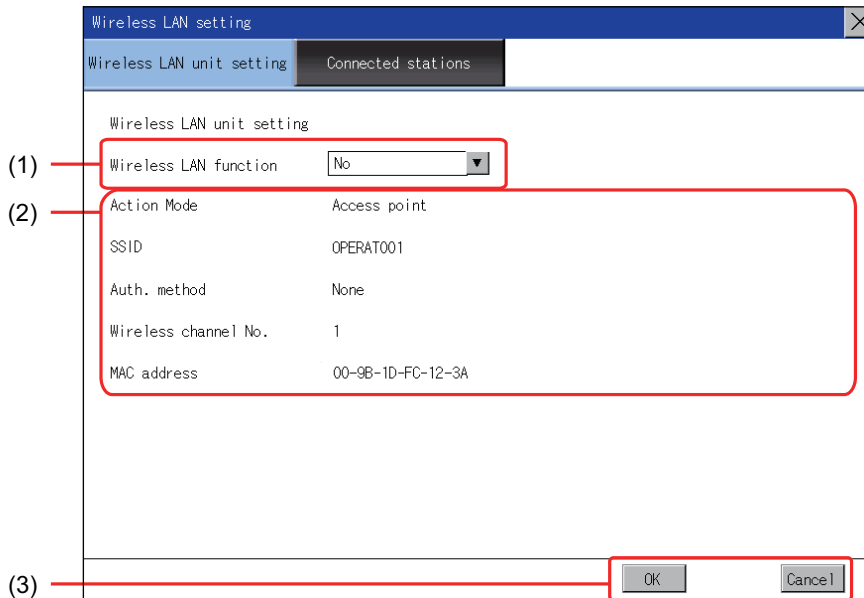 Wireless LAN setting
Wireless LAN unit setting Connected stations
Wireless LAN unit setting
(1) Wireless LAN function No
(2) Action Mode Access point
SSID OPERAT001
Auth. method None
Wireless channel No. 1
MAC address 00-9B-1D-FC-12-3A
(3) OK Cancel